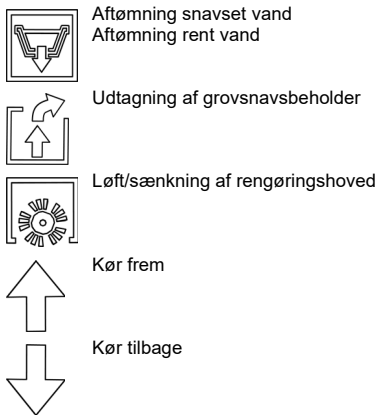 Aftømning snavset vand
Aftømning rent vand
Udtagning af grovsnavsbeholder
Løft/sænkning af rengøringshoved
Kør frem
Kør tilbage